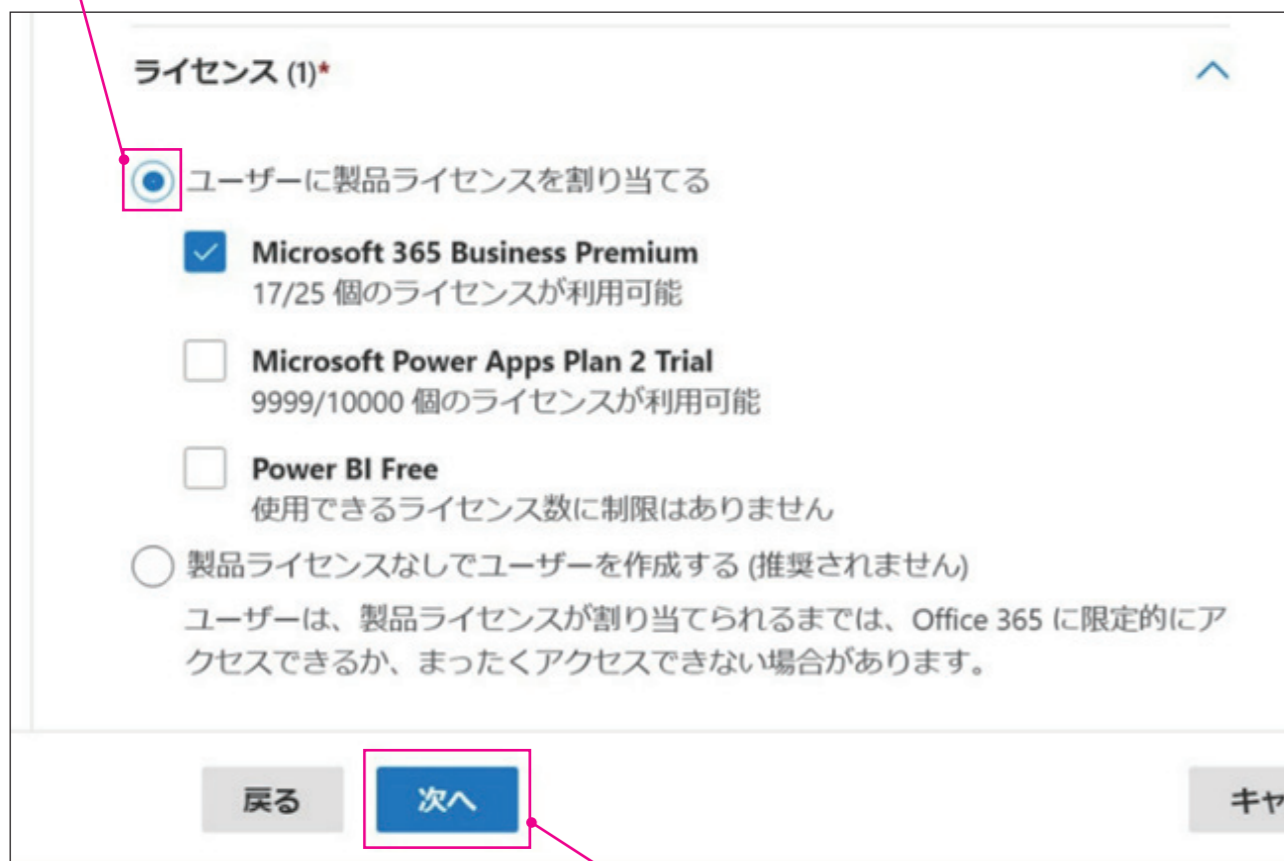 ライセンス (1)*
ユーザーに製品ライセンスを割り当てる
Microsoft 365 Business Premium
17/25 個のライセンスが利用可能
Microsoft Power Apps Plan 2 Trial
9999/10000 個のライセンスが利用可能
Power BI Free
使用できるライセンス数に制限はありません
製品ライセンスなしでユーザーを作成する (推奨されません)
ユーザーは、製品ライセンスが割り当てられるまでは、Office 365 に限定的にア
クセスできるか、まったくアクセスできない場合があります。
戻る 次へ キャ